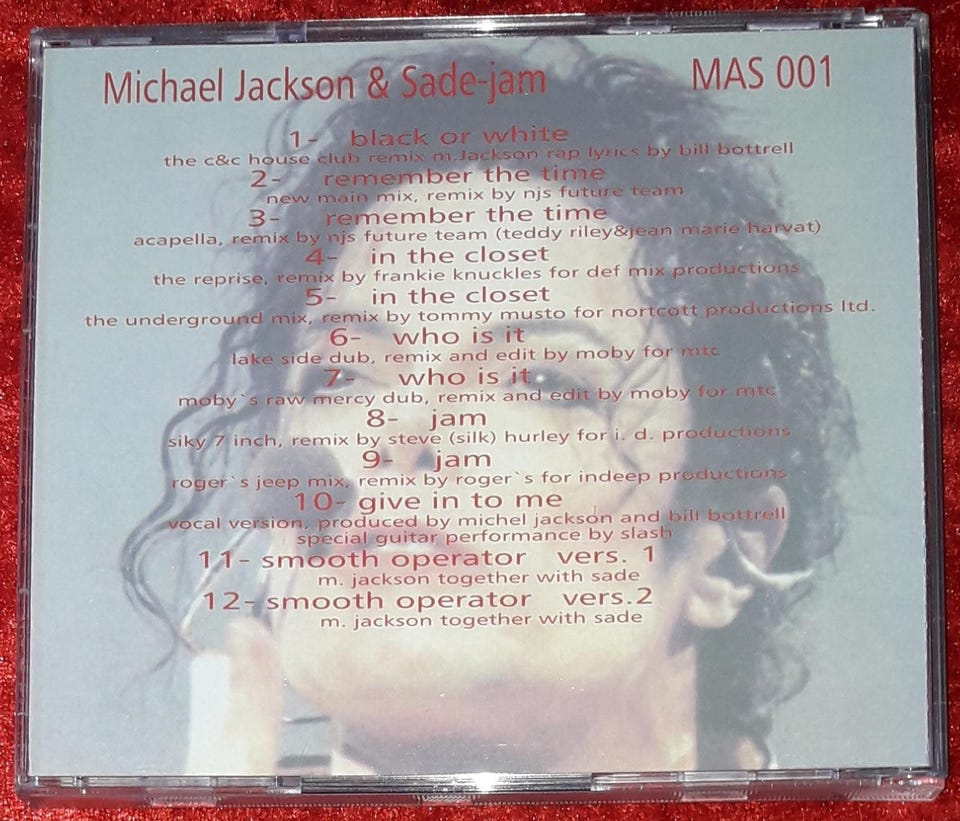 Michael Jackson & Sade-jam MAS 001
1- black or white
the c&c house club remix m.Jackson rap lyrics by bill bottrell
2- remember the time
new main mix, remix by njs future team
3- remember the time
acapella, remix by njs future team (teddy riley&jean marie harvat)
4- in the closet
the reprise, remix by frankie knuckles for def mix productions
5- in the closet
the underground mix, remix by tommy musto for nortcott productions ltd.
6- who is it
lake side dub, remix and edit by moby for mtc
7- who is it
moby`s raw mercy dub, remix and edit by moby for mtc
8- jam
siky 7 inch, remix by steve (silk) hurley for i. d. productions
9- jam
roger`s jeep mix, remix by roger`s for indeep productions
10- give in to me
vocal version, produced by michel jackson and bill bottrell
special guitar performance by slash
11- smooth operator vers. 1
m. jackson together with sade
12- smooth operator vers.2
m. jackson together with sade